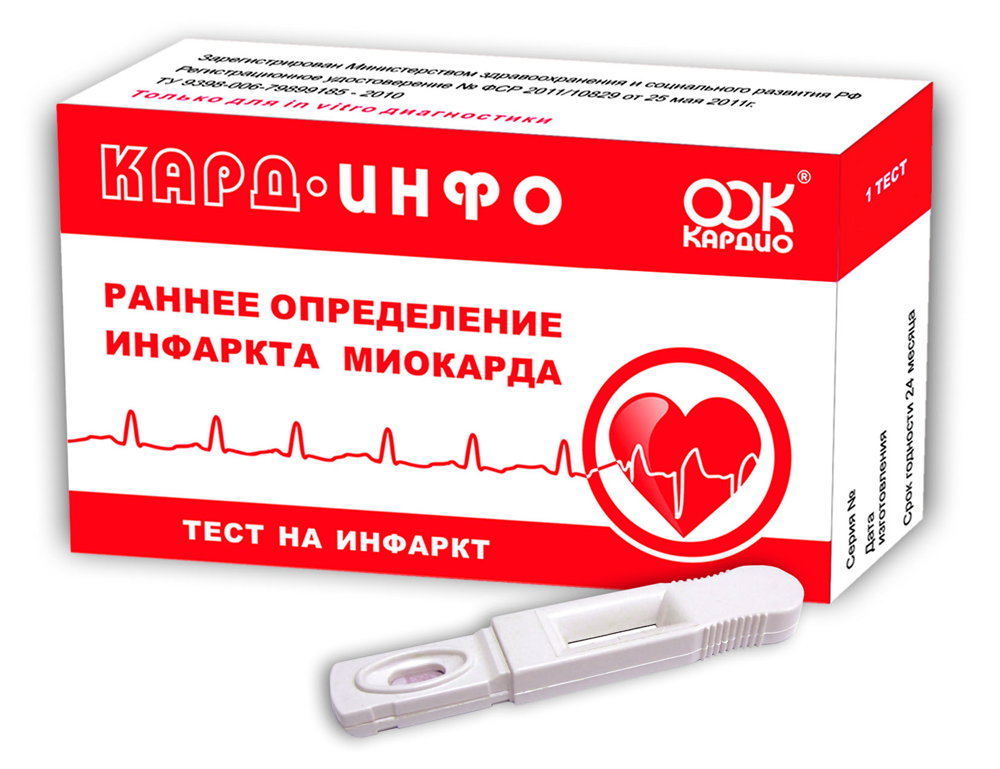 Зарегистрирован Министерством здравоохранения и социального развития РФ
Регистрационное удостоверение № ФСР 2011/10829 от 25 мая 2011г.
ТУ 9398-006-79899185 - 2010
Только для in vitro диагностики
КАРД·ИНФО
ООК ®
КАРДИО
1 ТЕСТ
РАННЕЕ ОПРЕДЕЛЕНИЕ
ИНФАРКТА МИОКАРДА
ТЕСТ НА ИНФАРКТ
Серия №
Дата
изготовления
Срок годности 24 месяца